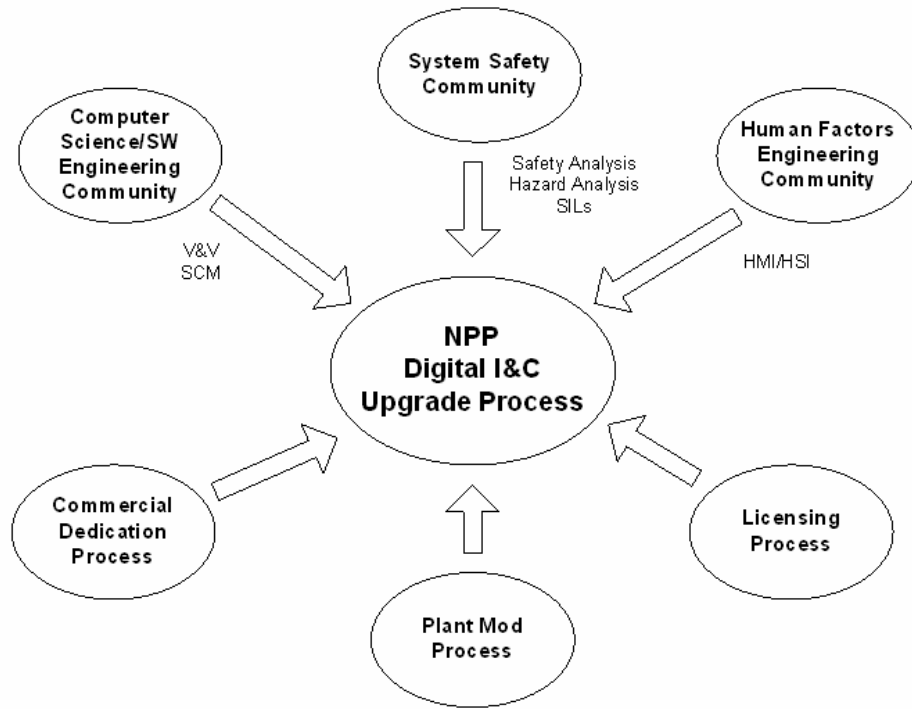 System Safety
Community
Computer
Science/SW
Engineering
Community
Human Factors
Engineering
Community
Safety Analysis
Hazard Analysis
SILs
V&V
SCM
HMI/HSI
NPP
Digital I&C
Upgrade Process
Commercial
Dedication
Process
Licensing
Process
Plant Mod
Process